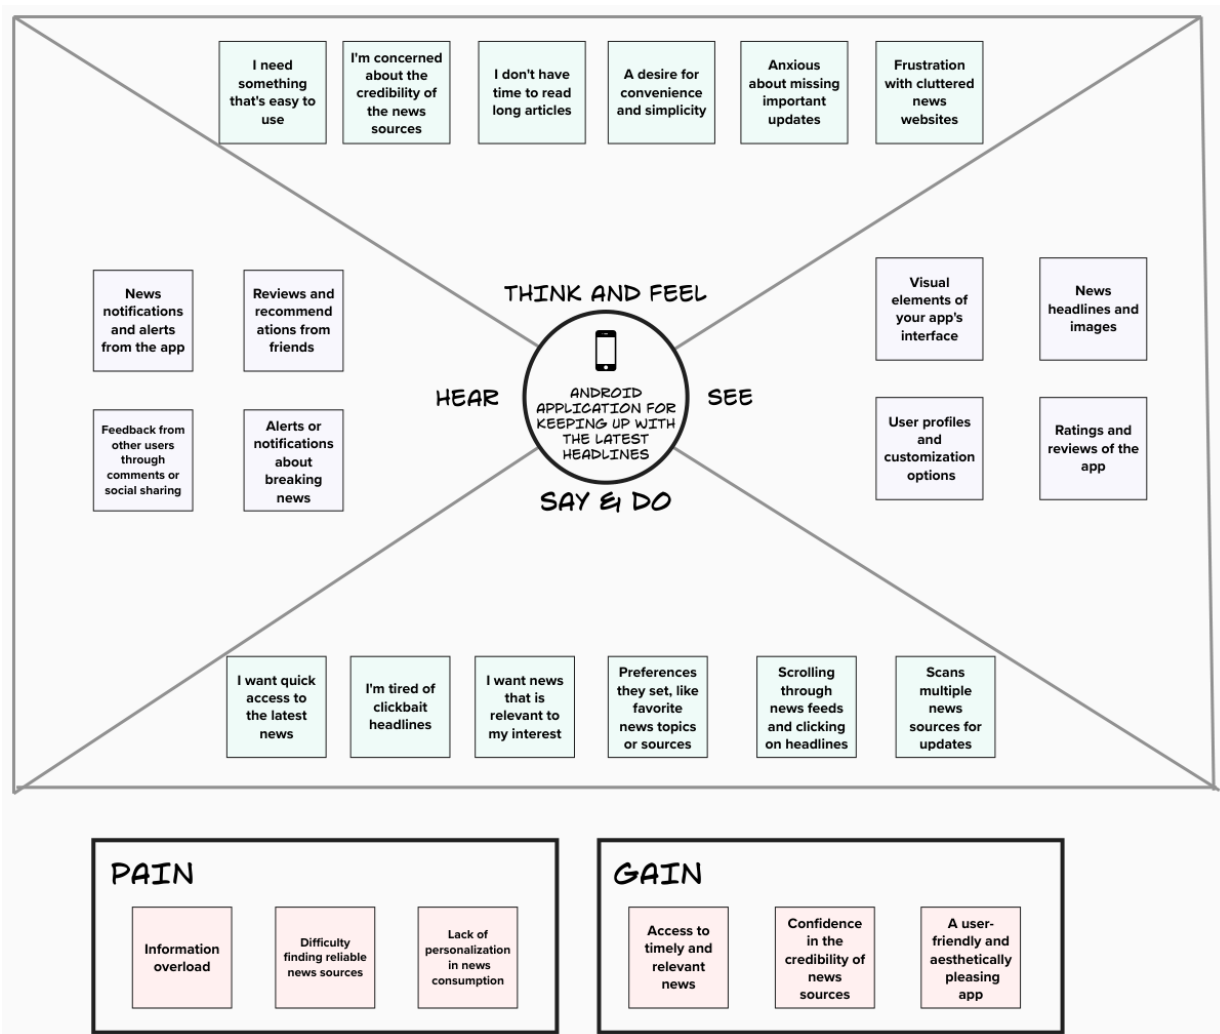 I need
something
that's easy to
use
I'm concerned
about the
credibility of
the news
sources
I don't have
time to read
long articles
A desire for
convenience
and simplicity
Anxious
about missing
important
updates
Frustration
with cluttered
news
websites
THINK AND FEEL
News
notifications
and alerts
from the app
Reviews and
recommend
ations from
friends
Feedback from
other users
through
comments or
social sharing
Alerts or
notifications
about
breaking
news
HEAR
ANDROID
APPLICATION FOR
KEEPING UP WITH
THE LATEST
HEADLINES
SEE
Visual
elements of
your app's
interface
News
headlines and
images
User profiles
and
customization
options
Ratings and
reviews of the
app
SAY & DO
I want quick
access to
the latest
news
I'm tired of
clickbait
headlines
I want news
that is
relevant to
my interest
Preferences
they set, like
favorite
news topics
or sources
Scrolling
through
news feeds
and clicking
on headlines
Scans
multiple
news
sources for
updates
PAIN
Information
overload
Difficulty
finding reliable
news sources
Lack of
personalization
in news
consumption
GAIN
Access to
timely and
relevant
news
Confidence
in the
credibility of
news
sources
A user-
friendly and
aesthetically
pleasing
app